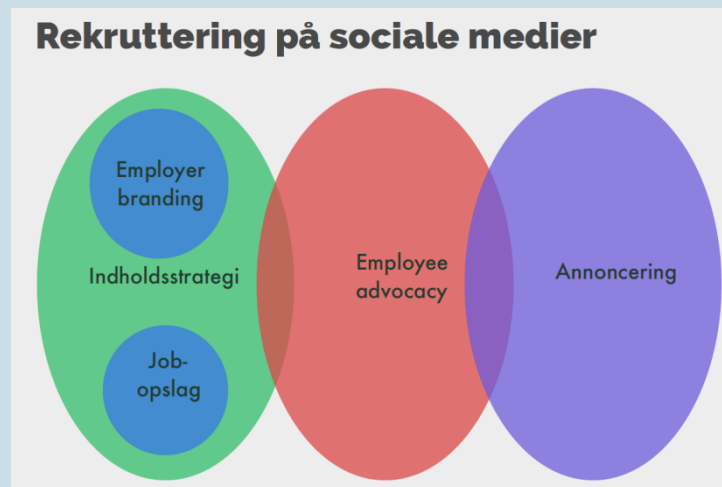 Rekruttering på sociale medier
Employer
branding
Indholdsstrategi
Job-
opslag
Employee
advocacy
Annoncering